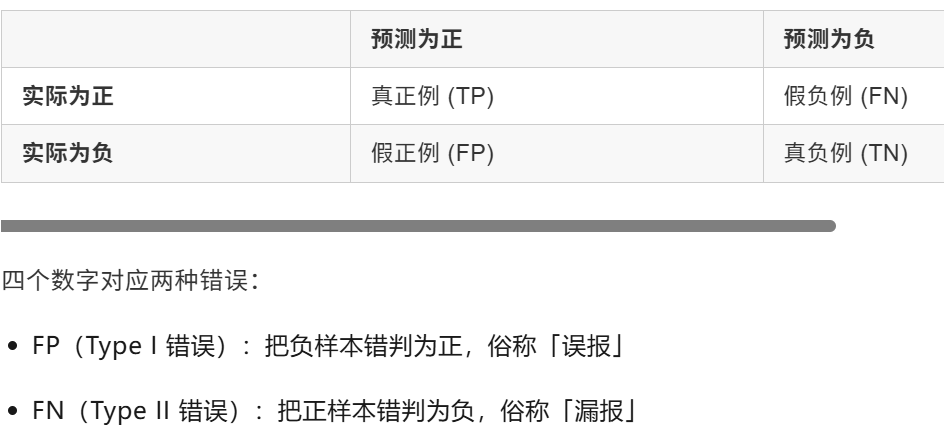 预测为正 预测为负
实际为正 真正例 (TP) 假负例 (FN)
实际为负 假正例 (FP) 真负例 (TN)
四个数字对应两种错误：
• FP（Type I 错误）：把负样本错判为正，俗称「误报」
• FN（Type II 错误）：把正样本错判为负，俗称「漏报」